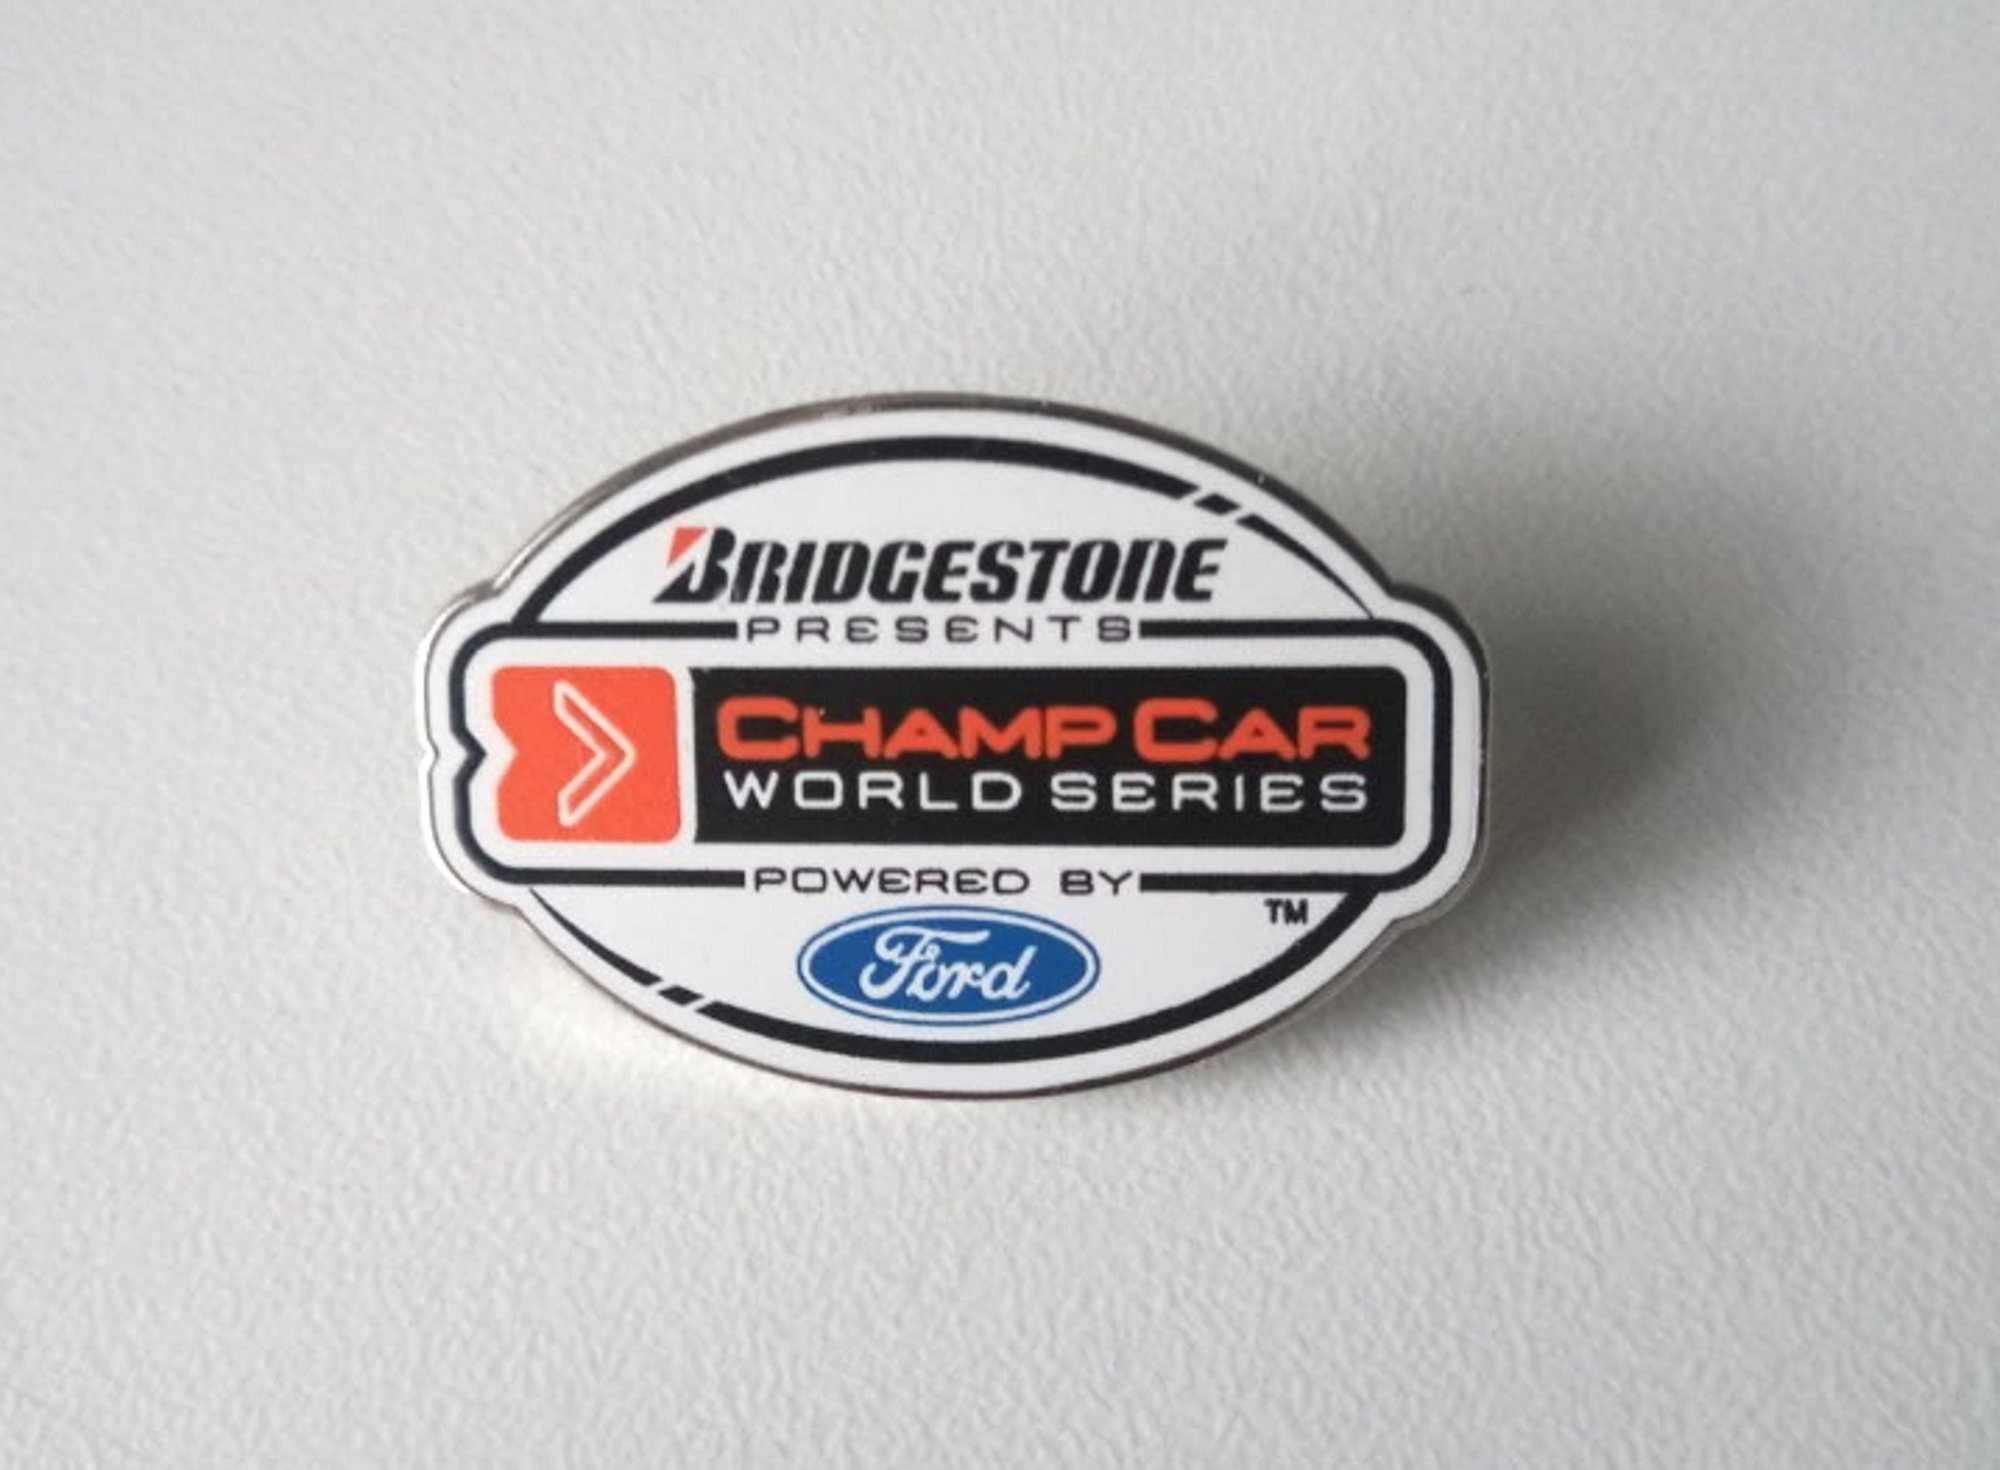 BRIDGESTONE
PRESENTS
CHAMP CAR
WORLD SERIES
POWERED BY
TM
Ford